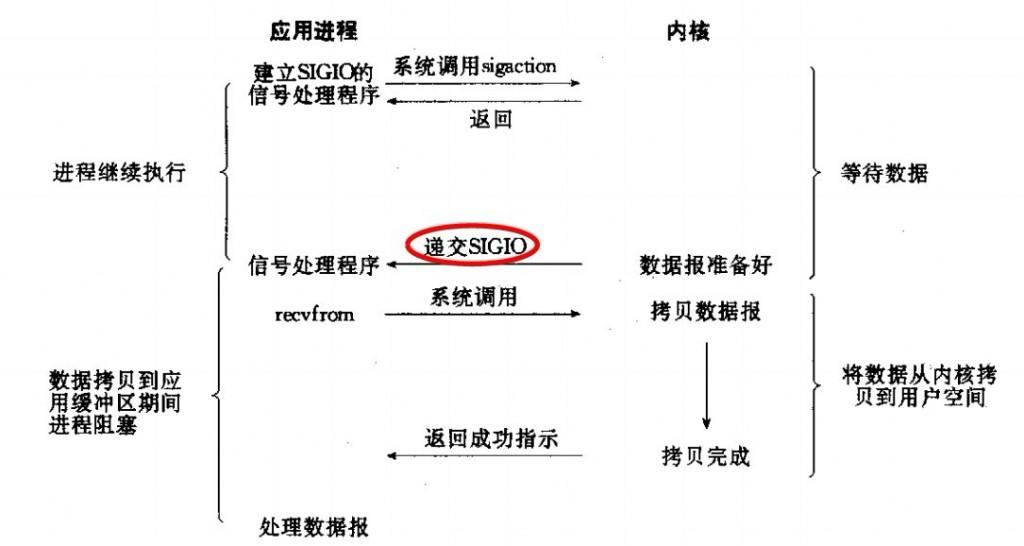 应用进程
内核
建立SIGIO的
信号处理程序
系统调用sigaction
返回
进程继续执行
等待数据
递交SIGIO
信号处理程序
数据报准备好
系统调用
recvfrom
拷贝数据报
数据拷贝到应
用缓冲区期间
进程阻塞
将数据从内核拷
贝到用户空间
返回成功指示
拷贝完成
处理数据报